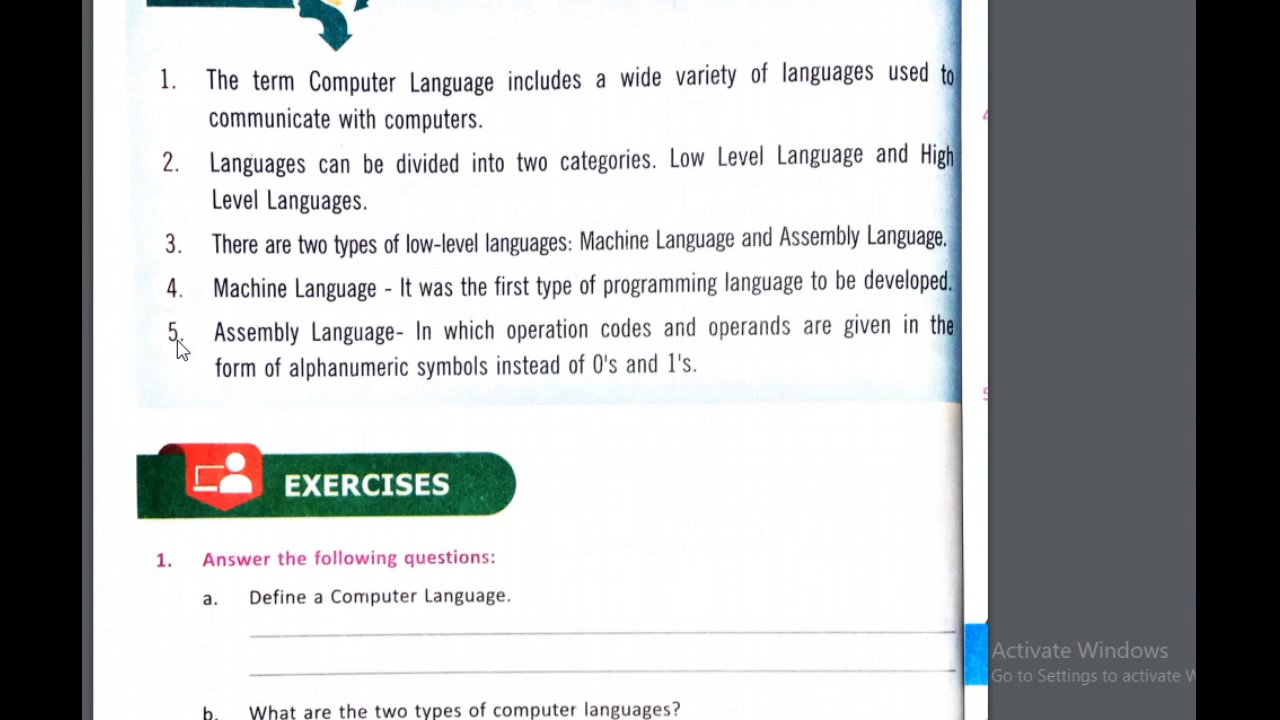 1. The term Computer Language includes a wide variety of languages used to
communicate with computers.
2. Languages can be divided into two categories. Low Level Language and High
Level Languages.
3. There are two types of low-level languages: Machine Language and Assembly Language.
4. Machine Language - It was the first type of programming language to be developed.
5. Assembly Language- In which operation codes and operands are given in the
form of alphanumeric symbols instead of 0's and 1's.
EXERCISES
1. Answer the following questions:
a. Define a Computer Language.
b. What are the two types of computer languages?
Activate Windows
Go to Settings to activate